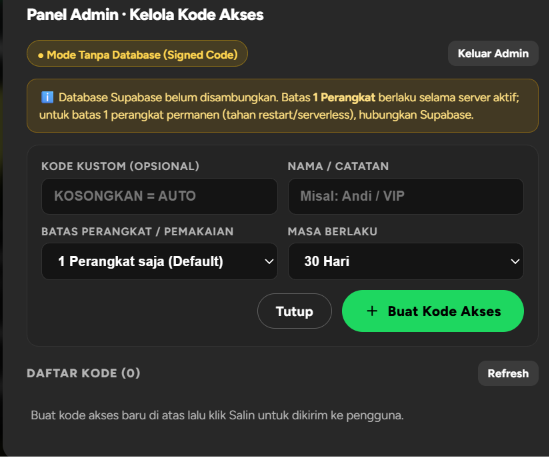 Panel Admin · Kelola Kode Akses
● Mode Tanpa Database (Signed Code)
Keluar Admin
ℹ️ Database Supabase belum disambungkan. Batas 1 Perangkat berlaku selama server aktif;
untuk batas 1 perangkat permanen (tahan restart/serverless), hubungkan Supabase.
KODE KUSTOM (OPSIONAL)
NAMA / CATATAN
KOSONGKAN = AUTO
Misal: Andi / VIP
BATAS PERANGKAT / PEMAKAIAN
MASA BERLAKU
1 Perangkat saja (Default)
30 Hari
Tutup
+ Buat Kode Akses
DAFTAR KODE (0)
Refresh
Buat kode akses baru di atas lalu klik Salin untuk dikirim ke pengguna.